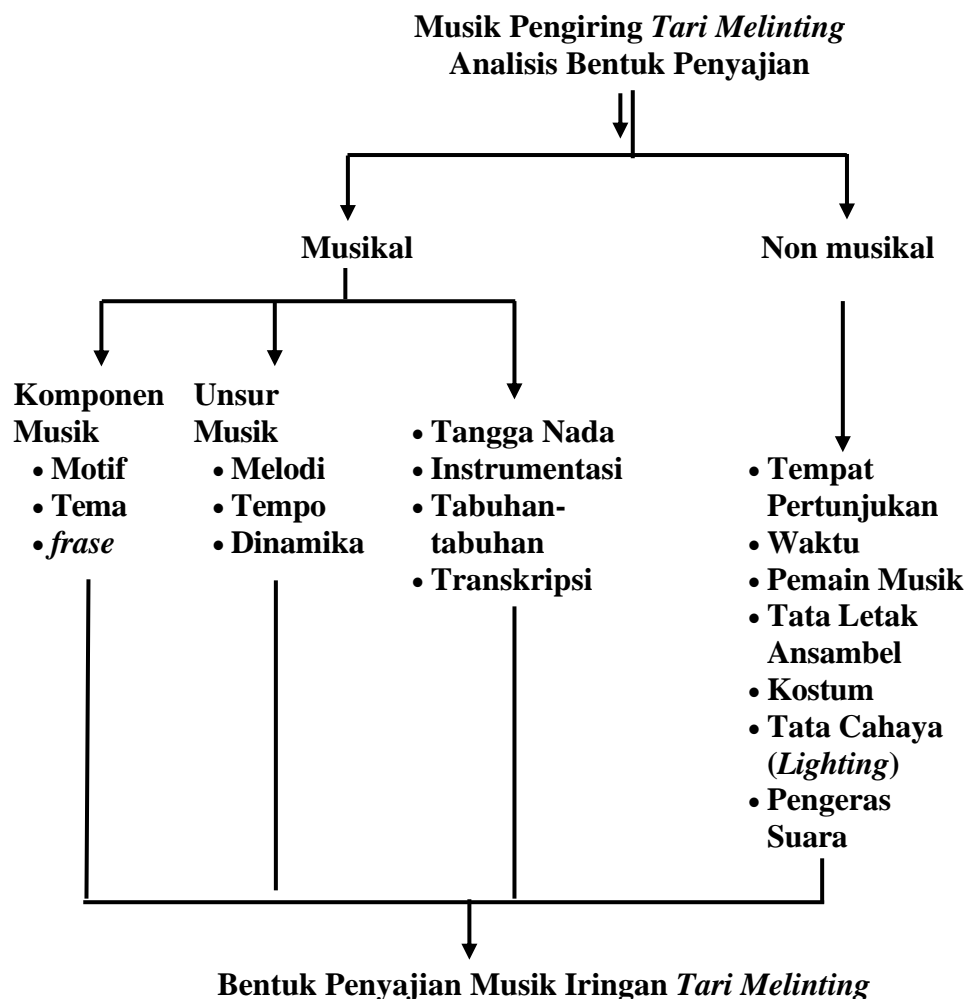 Musik Pengiring Tari Melinting
Analisis Bentuk Penyajian
Musikal
Non musikal
Komponen
Musik
• Motif
• Tema
• frase
Unsur
Musik
• Melodi
• Tempo
• Dinamika
• Tangga Nada
• Instrumentasi
• Tabuhan-
tabuhan
• Transkripsi
• Tempat
Pertunjukan
• Waktu
• Pemain Musik
• Tata Letak
Ansambel
• Kostum
• Tata Cahaya
(Lighting)
• Pengeras
Suara
Bentuk Penyajian Musik Iringan Tari Melinting